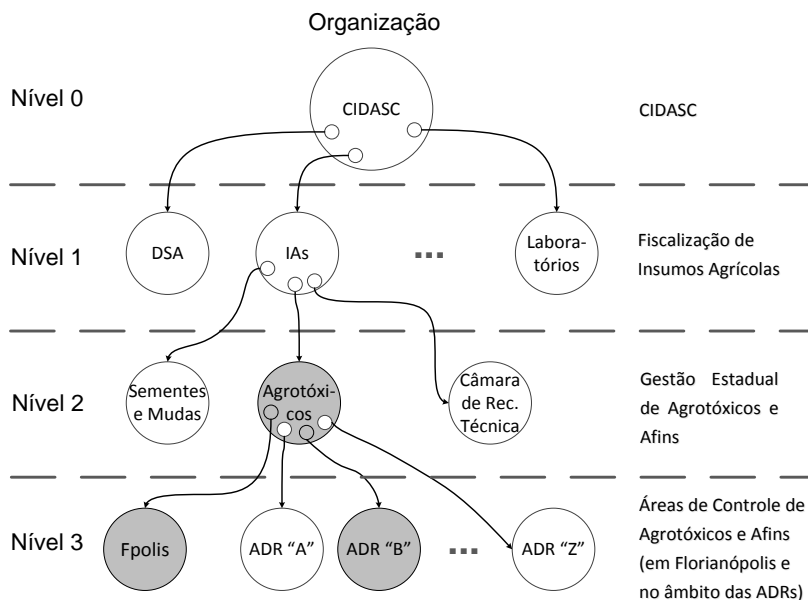 Organização
Nível 0
CIDASC
CIDASC
Nível 1
DSA
IAs
...
Labora-
tórios
Fiscalização de
Insumos Agrícolas
Nível 2
Sementes
e Mudas
Agrotóxi-
cos
Câmara
de Rec.
Técnica
Gestão Estadual
de Agrotóxicos e
Afins
Nível 3
Fpolis
ADR “A”
ADR “B”
...
ADR “Z”
Áreas de Controle de
Agrotóxicos e Afins
(em Florianópolis e
no âmbito das ADRs)